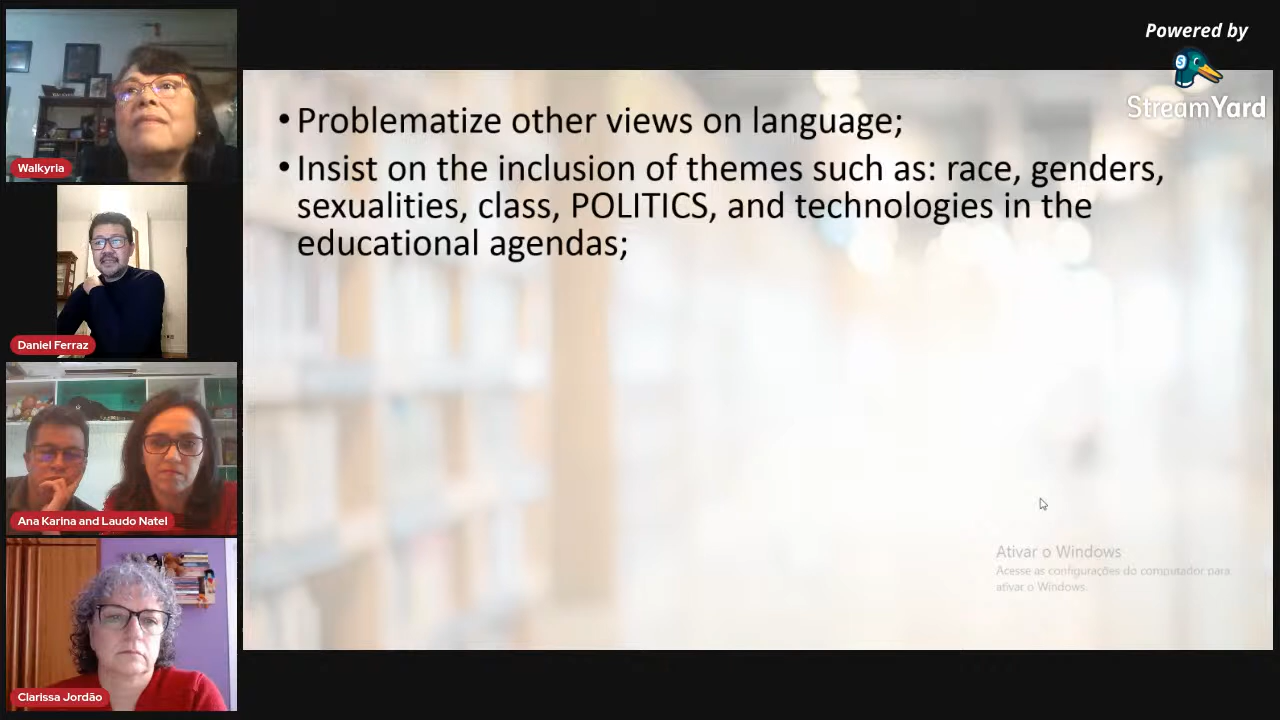 Powered by
StreamYard
• Problematize other views on language;
• Insist on the inclusion of themes such as: race, genders,
sexualities, class, POLITICS, and technologies in the
educational agendas;
Walkyria
Daniel Ferraz
Ana Karina and Laudo Natel
Clarissa Jordão
Ativar o Windows
Acesse as configurações do computador para
ativar o Windows.